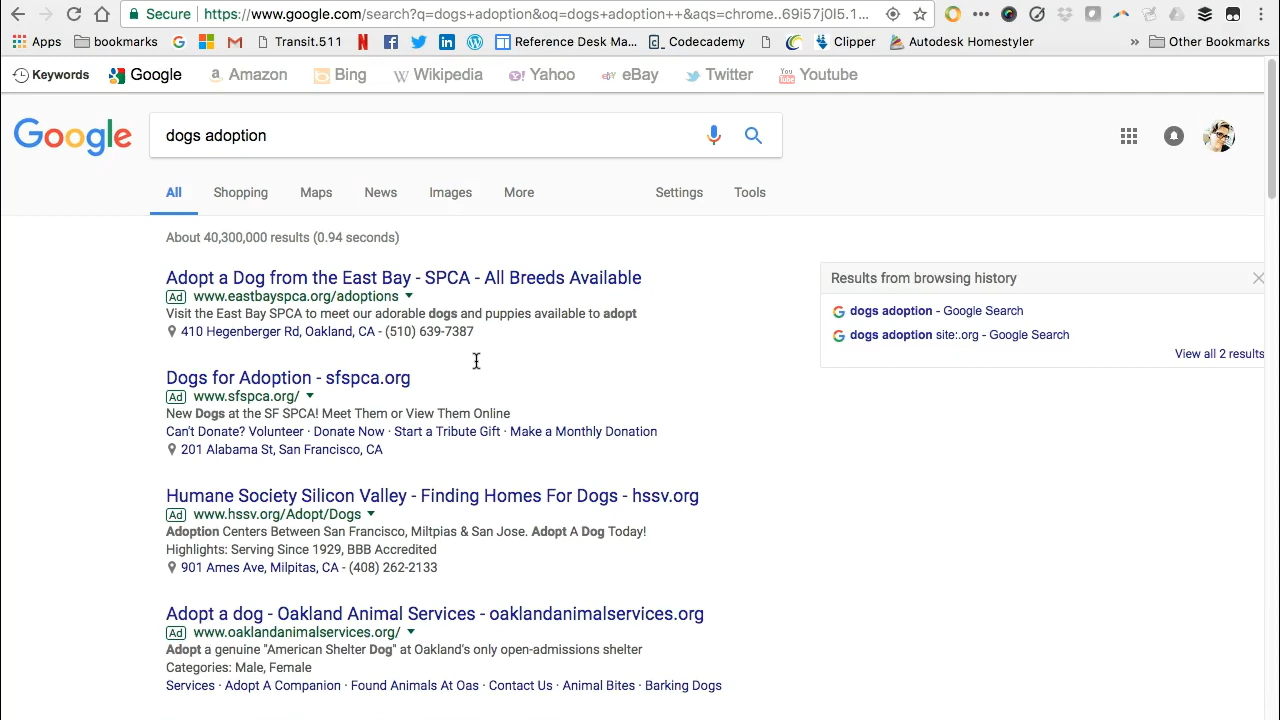 Secure https://www.google.com/search?q=dogs+adoption&oq=dogs+adoption++&aqs=chrome..69i57j0l5.1...
Apps bookmarks Transit.511 Reference Desk Ma... Codecademy Clipper Autodesk Homestyler » Other Bookmarks
Keywords Google Amazon Bing Wikipedia Yahoo eBay Twitter Youtube
Google dogs adoption
All Shopping Maps News Images More Settings Tools
About 40,300,000 results (0.94 seconds)
Adopt a Dog from the East Bay - SPCA - All Breeds Available
Ad www.eastbayspca.org/adoptions
Visit the East Bay SPCA to meet our adorable dogs and puppies available to adopt
410 Hegenberger Rd, Oakland, CA - (510) 639-7387
Dogs for Adoption - sfspca.org
Ad www.sfspca.org/
New Dogs at the SF SPCA! Meet Them or View Them Online
Can't Donate? Volunteer · Donate Now · Start a Tribute Gift · Make a Monthly Donation
201 Alabama St, San Francisco, CA
Humane Society Silicon Valley - Finding Homes For Dogs - hssv.org
Ad www.hssv.org/Adopt/Dogs
Adoption Centers Between San Francisco, Miltpias & San Jose. Adopt A Dog Today!
Highlights: Serving Since 1929, BBB Accredited
901 Ames Ave, Milpitas, CA - (408) 262-2133
Adopt a dog - Oakland Animal Services - oaklandanimalservices.org
Ad www.oaklandanimalservices.org/
Adopt a genuine "American Shelter Dog" at Oakland's only open-admissions shelter
Categories: Male, Female
Services · Adopt A Companion · Found Animals At Oas · Contact Us · Animal Bites · Barking Dogs
Results from browsing history
dogs adoption - Google Search
dogs adoption site:.org - Google Search
View all 2 results